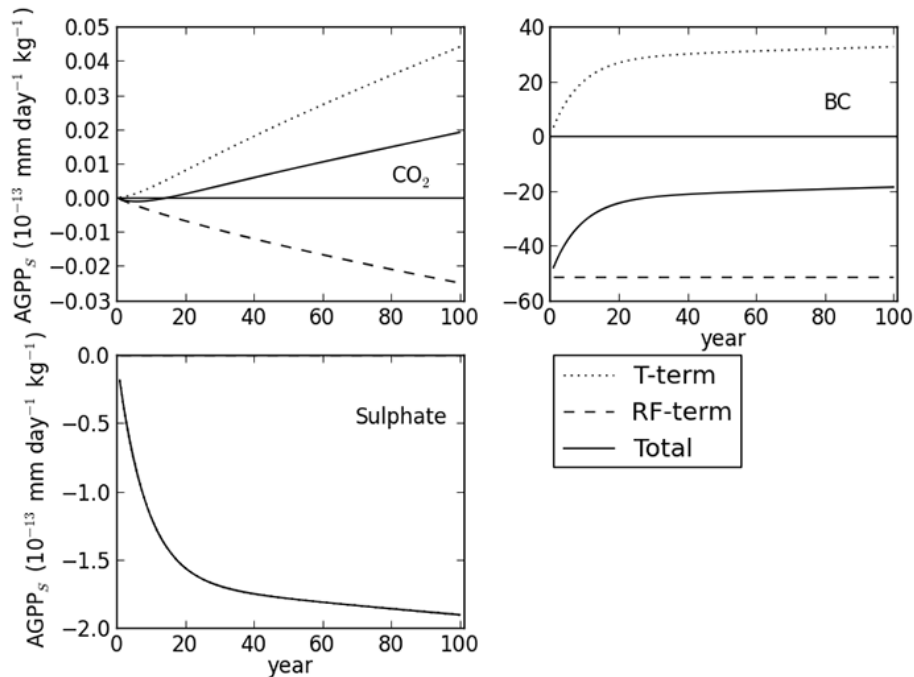 AGPP_S (10^−13 mm day^−1 kg^−1)
0.05
0.04
0.03
0.02
0.01
0.00
−0.01
−0.02
−0.03
CO₂
0 20 40 60 80 100
40
20
0
−20
−40
−60
BC
0 20 40 60 80 100
year
AGPP_S (10^−13 mm day^−1 kg^−1)
0.0
−0.5
−1.0
−1.5
−2.0
Sulphate
0 20 40 60 80 100
year
T-term
RF-term
Total